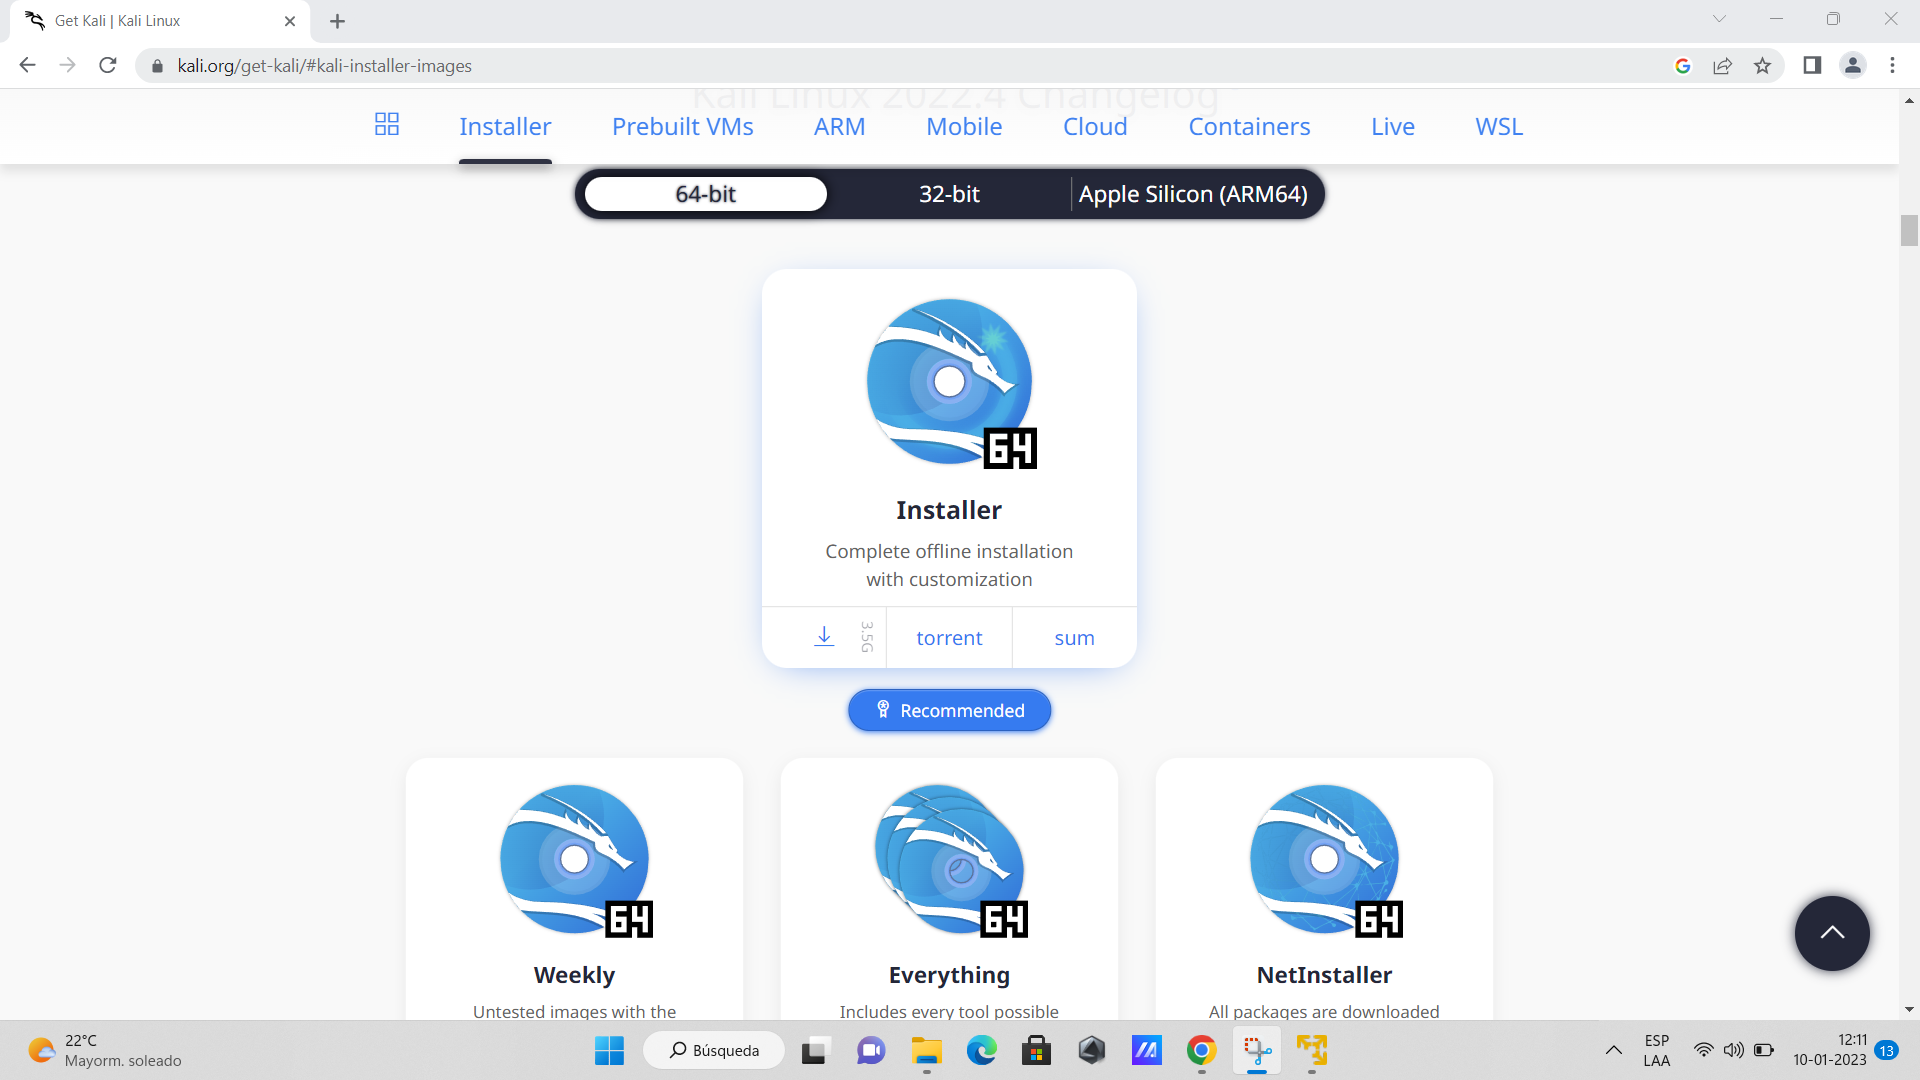 Get Kali | Kali Linux
kali.org/get-kali/#kali-installer-images
Kali Linux 2022.4 Changelog
Installer Prebuilt VMs ARM Mobile Cloud Containers Live WSL
64-bit 32-bit Apple Silicon (ARM64)
64
Installer
Complete offline installation
with customization
3.5G torrent sum
Recommended
64 64 64
Weekly Everything NetInstaller
Untested images with the Includes every tool possible All packages are downloaded
22°C
Mayorm. soleado
Búsqueda
ESP
LAA
12:11
10-01-2023
13